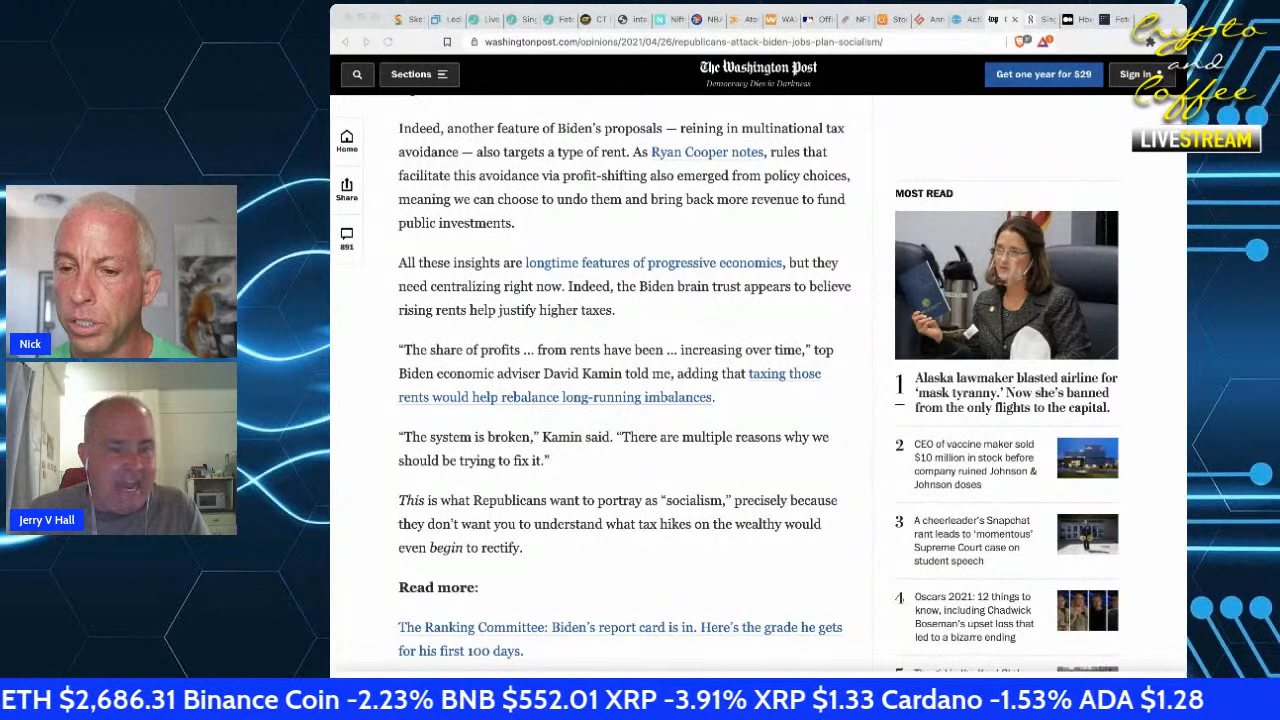 Led
Live
Sing
CT
inte
Nift
NBA
Ato
WA
Offi
NFT
Sto
Act
Sing
Hov
washingtonpost.com/opinions/2021/04/26/republicans-attack-biden-jobs-plan-socialism/
Crypto
and
Coffee
LIVESTREAM
Sections
The Washington Post
Democracy Dies in Darkness
Get one year for $29
Sign in
Home
Share
891
Indeed, another feature of Biden’s proposals — reining in multinational tax
avoidance — also targets a type of rent. As Ryan Cooper notes, rules that
facilitate this avoidance via profit-shifting also emerged from policy choices,
meaning we can choose to undo them and bring back more revenue to fund
public investments.
All these insights are longtime features of progressive economics, but they
need centralizing right now. Indeed, the Biden brain trust appears to believe
rising rents help justify higher taxes.
“The share of profits ... from rents have been ... increasing over time,” top
Biden economic adviser David Kamin told me, adding that taxing those
rents would help rebalance long-running imbalances.
“The system is broken,” Kamin said. “There are multiple reasons why we
should be trying to fix it.”
This is what Republicans want to portray as “socialism,” precisely because
they don’t want you to understand what tax hikes on the wealthy would
even begin to rectify.
Read more:
The Ranking Committee: Biden’s report card is in. Here’s the grade he gets
for his first 100 days.
MOST READ
1
Alaska lawmaker blasted airline for
‘mask tyranny.’ Now she’s banned
from the only flights to the capital.
2
CEO of vaccine maker sold
$10 million in stock before
company ruined Johnson &
Johnson doses
3
A cheerleader’s Snapchat
rant leads to ‘momentous’
Supreme Court case on
student speech
4
Oscars 2021: 12 things to
know, including Chadwick
Boseman’s upset loss that
led to a bizarre ending
Nick
Jerry V Hall
ETH $2,686.31 Binance Coin -2.23% BNB $552.01 XRP -3.91% XRP $1.33 Cardano -1.53% ADA $1.28